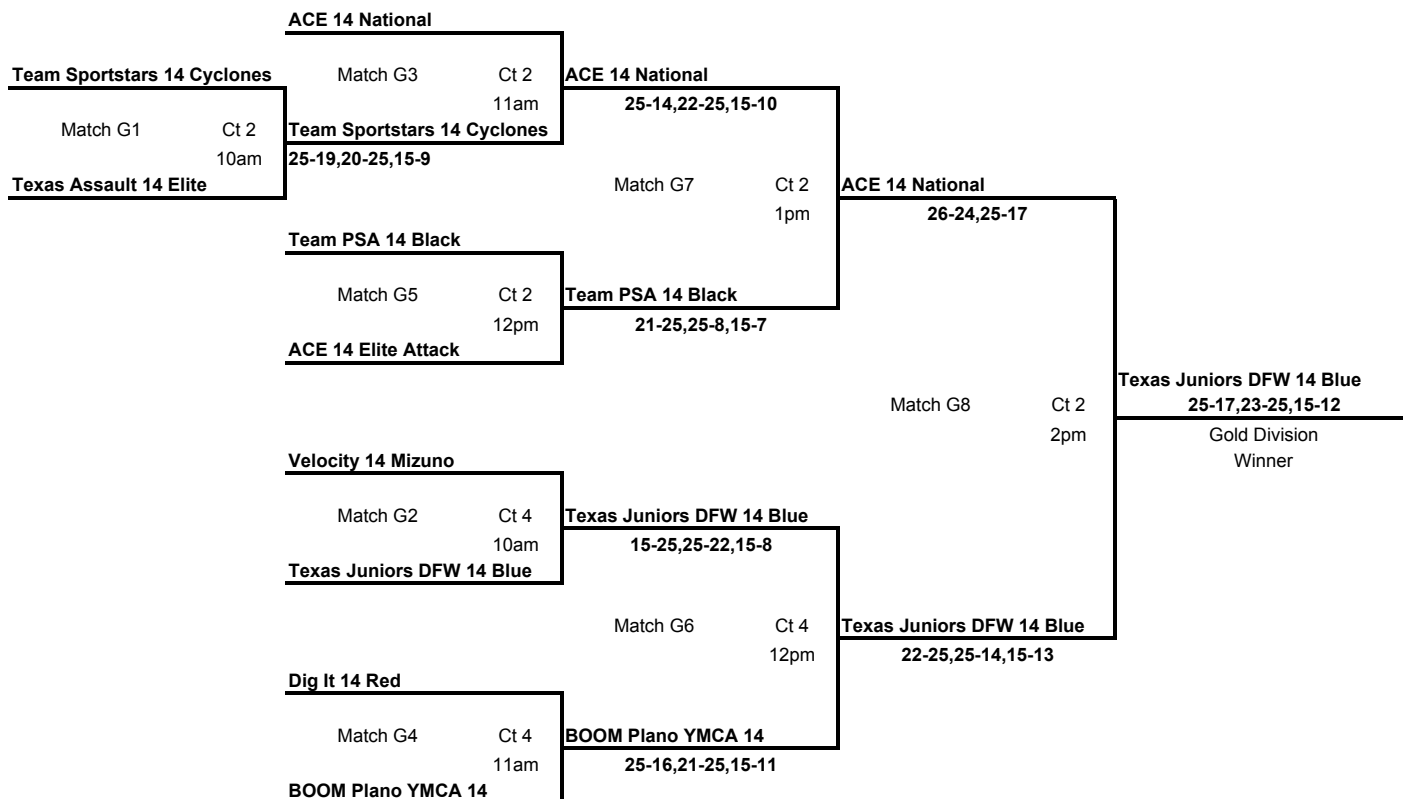 ACE 14 National
Team Sportstars 14 Cyclones
Match G3 Ct 2
ACE 14 National
11am
25-14,22-25,15-10
Match G1 Ct 2
Team Sportstars 14 Cyclones
10am
25-19,20-25,15-9
Texas Assault 14 Elite
Match G7 Ct 2
ACE 14 National
1pm
26-24,25-17
Team PSA 14 Black
Match G5 Ct 2
Team PSA 14 Black
12pm
21-25,25-8,15-7
ACE 14 Elite Attack
Texas Juniors DFW 14 Blue
Match G8 Ct 2
25-17,23-25,15-12
2pm
Gold Division
Winner
Velocity 14 Mizuno
Match G2 Ct 4
Texas Juniors DFW 14 Blue
10am
15-25,25-22,15-8
Texas Juniors DFW 14 Blue
Match G6 Ct 4
Texas Juniors DFW 14 Blue
12pm
22-25,25-14,15-13
Dig It 14 Red
Match G4 Ct 4
BOOM Plano YMCA 14
11am
25-16,21-25,15-11
BOOM Plano YMCA 14